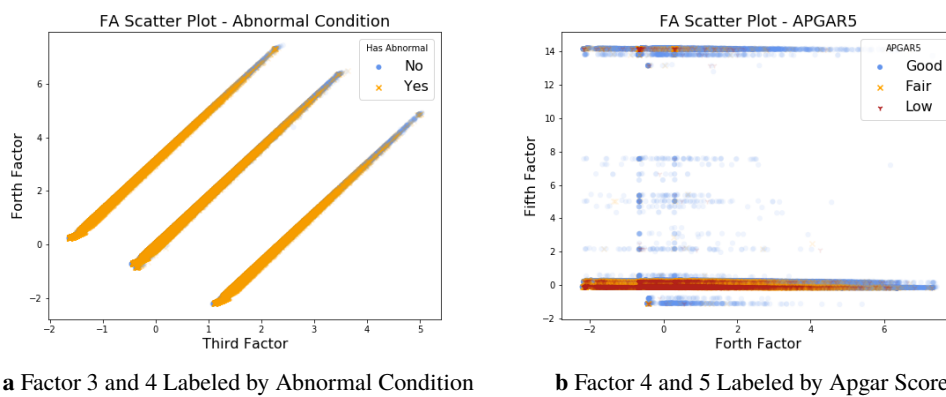 FA Scatter Plot - Abnormal Condition
Has Abnormal
No
Yes
Forth Factor
6
4
2
0
−2
−2 −1 0 1 2 3 4 5
Third Factor
a Factor 3 and 4 Labeled by Abnormal Condition
FA Scatter Plot - APGAR5
APGAR5
Good
Fair
Low
Fifth Factor
14
12
10
8
6
4
2
0
−2
−2 0 2 4 6
Forth Factor
b Factor 4 and 5 Labeled by Apgar Score